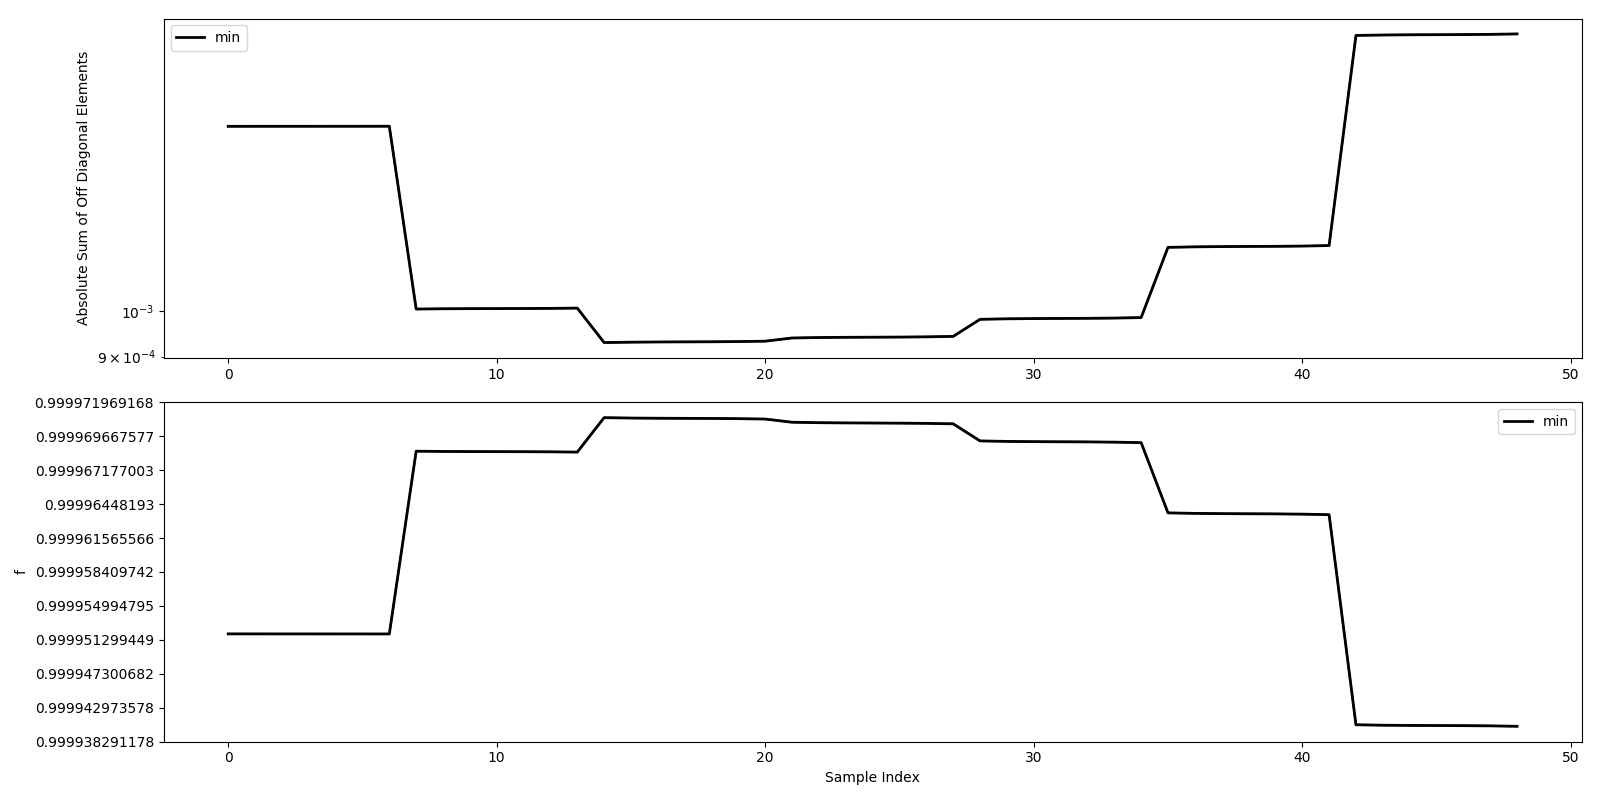 Absolute Sum of Off Diagonal Elements
min
10⁻³
9 × 10⁻⁴
0 10 20 30 40 50
f
min
0.999971969168
0.999969667577
0.999967177003
0.99996448193
0.999961565566
0.999958409742
0.999954994795
0.999951299449
0.999947300682
0.999942973578
0.999938291178
0 10 20 30 40 50
Sample Index